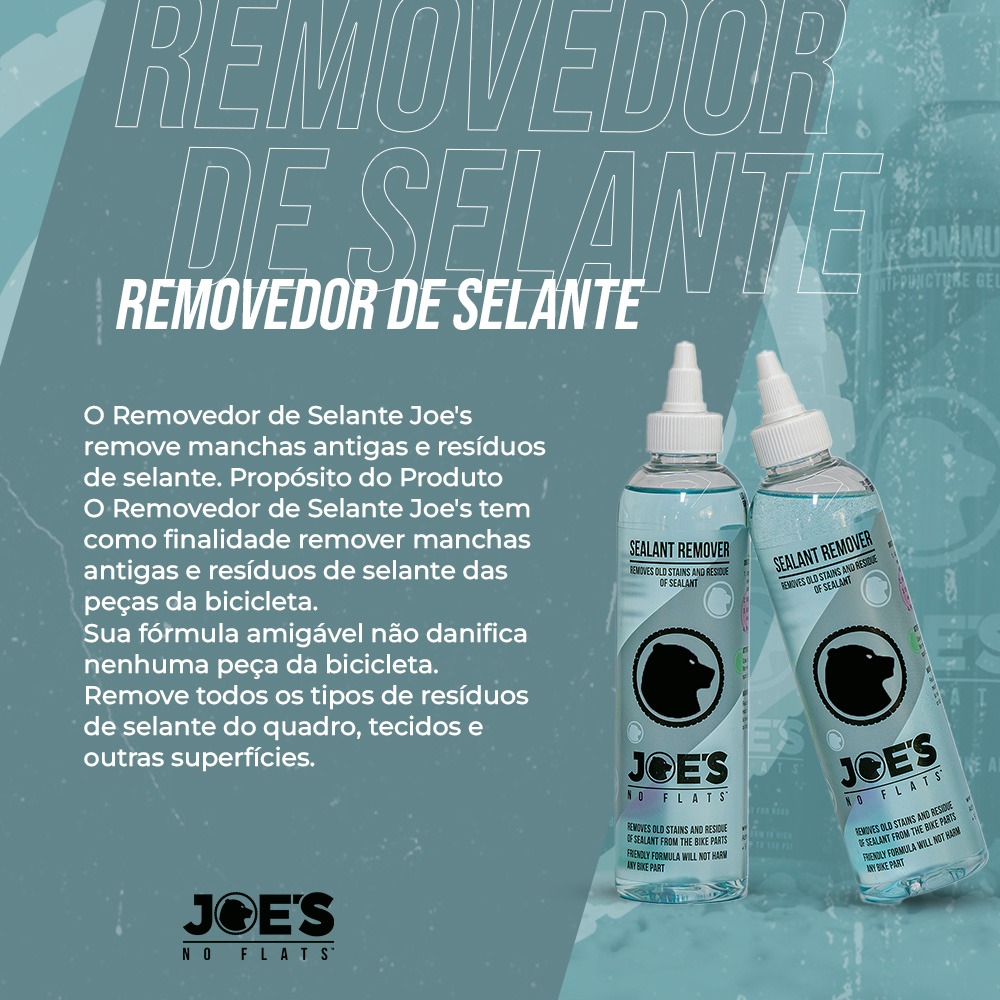 REMOVEDOR
DE SELANTE
REMOVEDOR DE SELANTE
O Removedor de Selante Joe's
remove manchas antigas e resíduos
de selante. Propósito do Produto
O Removedor de Selante Joe's tem
como finalidade remover manchas
antigas e resíduos de selante das
peças da bicicleta.
Sua fórmula amigável não danifica
nenhuma peça da bicicleta.
Remove todos os tipos de resíduos
de selante do quadro, tecidos e
outras superfícies.
JOE'S
NO FLATS™
SEALANT REMOVER
REMOVES OLD STAINS AND RESIDUE
OF SEALANT
JOE'S
NO FLATS™
REMOVES OLD STAINS AND RESIDUE
OF SEALANT FROM THE BIKE PARTS
FRIENDLY FORMULA WILL NOT HARM
ANY BIKE PART
SEALANT REMOVER
REMOVES OLD STAINS AND RESIDUE
OF SEALANT
JOE'S
NO FLATS™
REMOVES OLD STAINS AND RESIDUE
OF SEALANT FROM THE BIKE PARTS
FRIENDLY FORMULA WILL NOT HARM
ANY BIKE PART